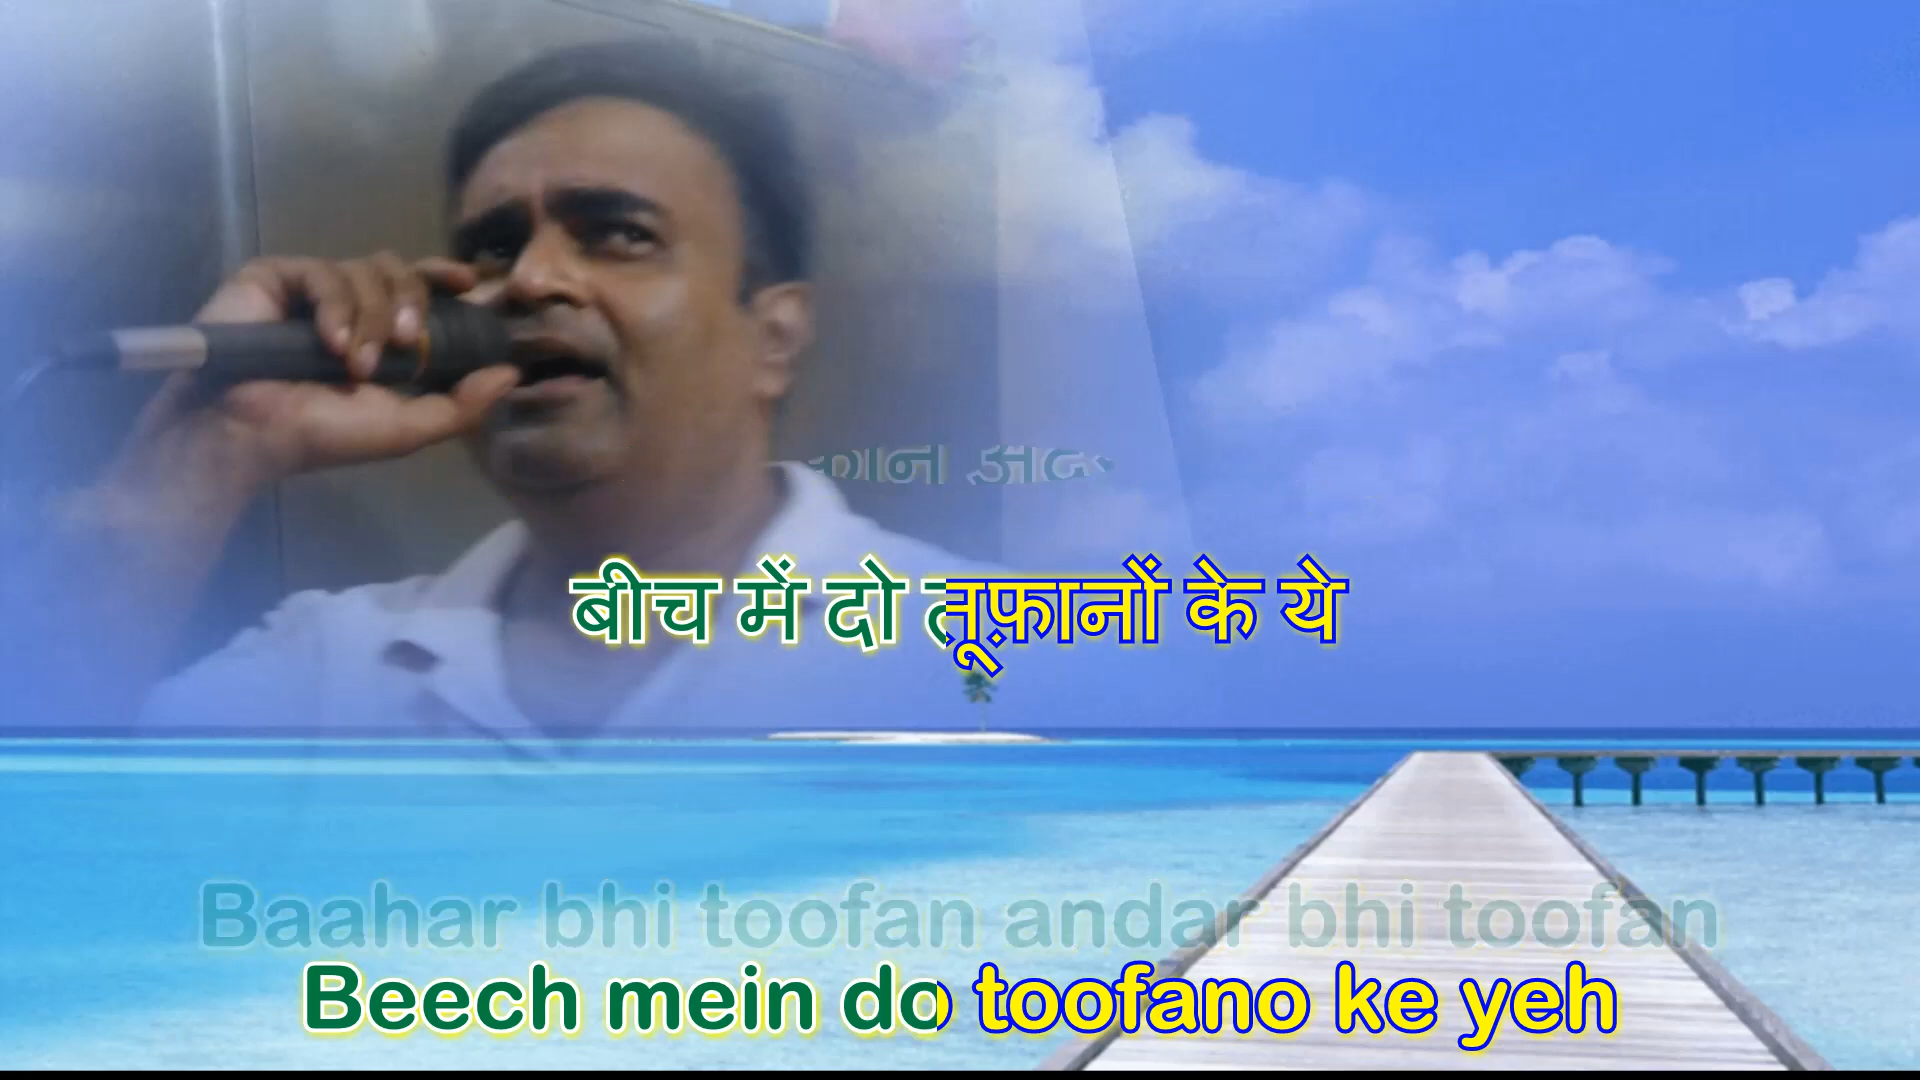 बीच में दो तूफ़ानों के ये
Baahar bhi toofan andar bhi toofan
Beech mein do toofano ke yeh